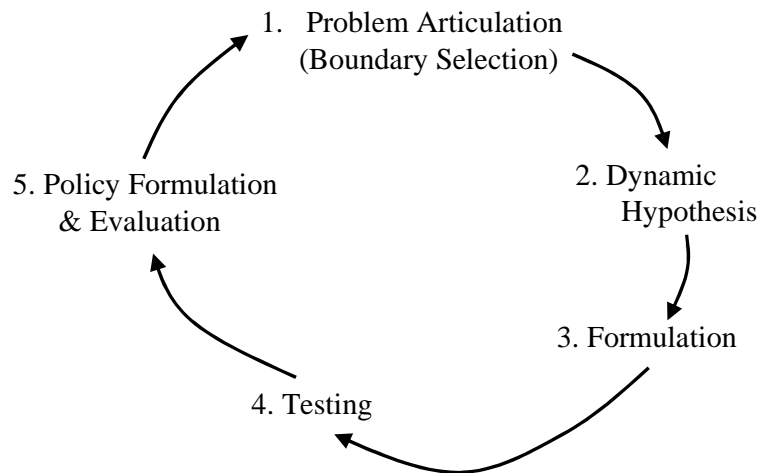 1. Problem Articulation
(Boundary Selection)
2. Dynamic
Hypothesis
3. Formulation
4. Testing
5. Policy Formulation
& Evaluation